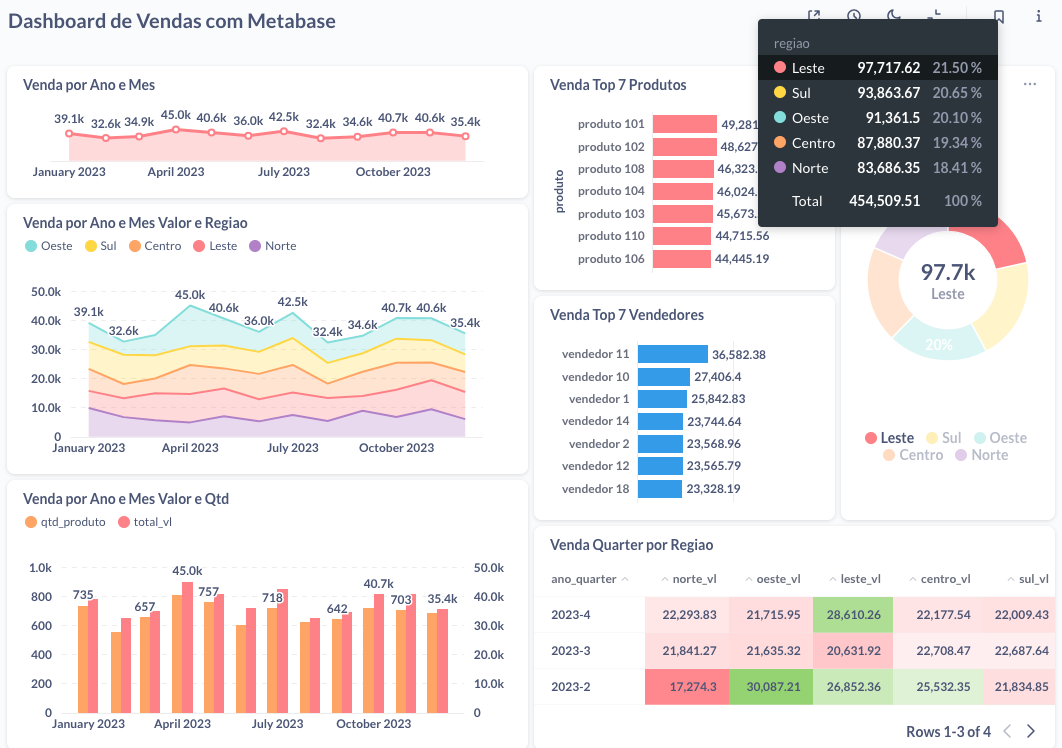 Dashboard de Vendas com Metabase
Venda por Ano e Mes
39.1k 32.6k 34.9k 45.0k 40.6k 36.0k 42.5k 32.4k 34.6k 40.7k 40.6k 35.4k
January 2023 April 2023 July 2023 October 2023
Venda por Ano e Mes Valor e Regiao
Oeste Sul Centro Leste Norte
50.0k
40.0k
30.0k
20.0k
10.0k
0
39.1k 32.6k 45.0k 40.6k 36.0k 42.5k 32.4k 34.6k 40.7k 40.6k 35.4k
January 2023 April 2023 July 2023 October 2023
Venda por Ano e Mes Valor e Qtd
qtd_produto total_vl
1.0k
800
600
400
200
0
735 657 45.0k 757 718 642 40.7k 703 35.4k
50.0k
40.0k
30.0k
20.0k
10.0k
0
January 2023 April 2023 July 2023 October 2023
Venda Top 7 Produtos
produto
produto 101 49,281
produto 102 48,627
produto 108 46,323.
produto 104 46,024.
produto 103 45,673.
produto 110 44,715.56
produto 106 44,445.19
Venda Top 7 Vendedores
vendedor 11 36,582.38
vendedor 10 27,406.4
vendedor 1 25,842.83
vendedor 14 23,744.64
vendedor 2 23,568.96
vendedor 12 23,565.79
vendedor 18 23,328.19
regiao
Leste 97,717.62 21.50 %
Sul 93,863.67 20.65 %
Oeste 91,361.5 20.10 %
Centro 87,880.37 19.34 %
Norte 83,686.35 18.41 %
Total 454,509.51 100 %
97.7k
Leste
20%
Leste Sul Oeste
Centro Norte
Venda Quarter por Regiao
ano_quarter norte_vl oeste_vl leste_vl centro_vl sul_vl
2023-4 22,293.83 21,715.95 28,610.26 22,177.54 22,009.43
2023-3 21,841.27 21,635.32 20,631.92 22,708.47 22,687.64
2023-2 17,274.3 30,087.21 26,852.36 25,532.35 21,834.85
Rows 1-3 of 4